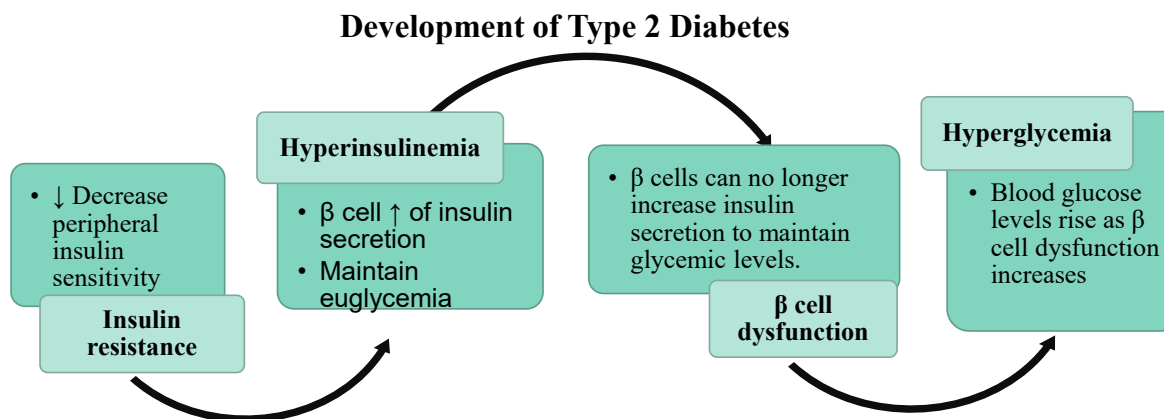 Development of Type 2 Diabetes
• ↓ Decrease
peripheral
insulin
sensitivity
Insulin
resistance
Hyperinsulinemia
• β cell ↑ of insulin
secretion
• Maintain
euglycemia
• β cells can no longer
increase insulin
secretion to maintain
glycemic levels.
β cell
dysfunction
Hyperglycemia
• Blood glucose
levels rise as β
cell dysfunction
increases